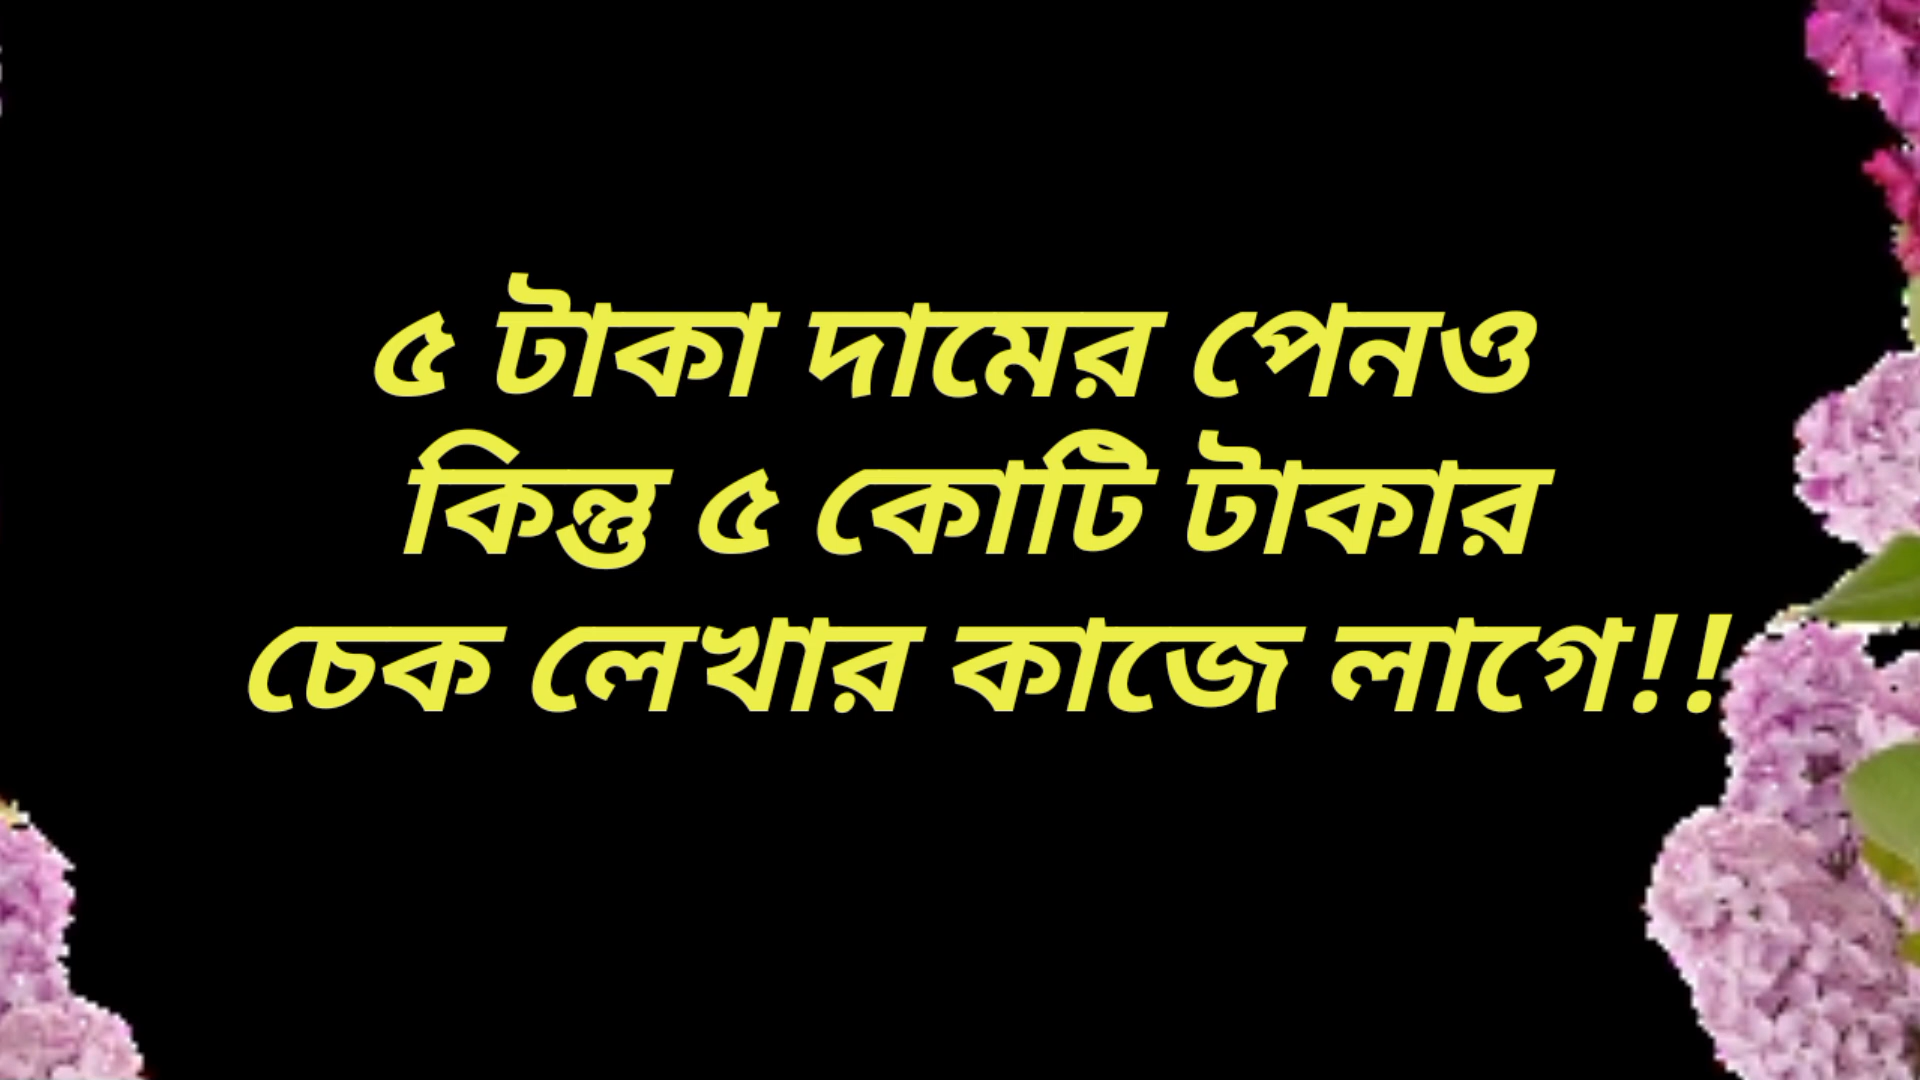 ৫ টাকা দামের পেনও
কিন্তু ৫ কোটি টাকার
চেক লেখার কাজে লাগে!!